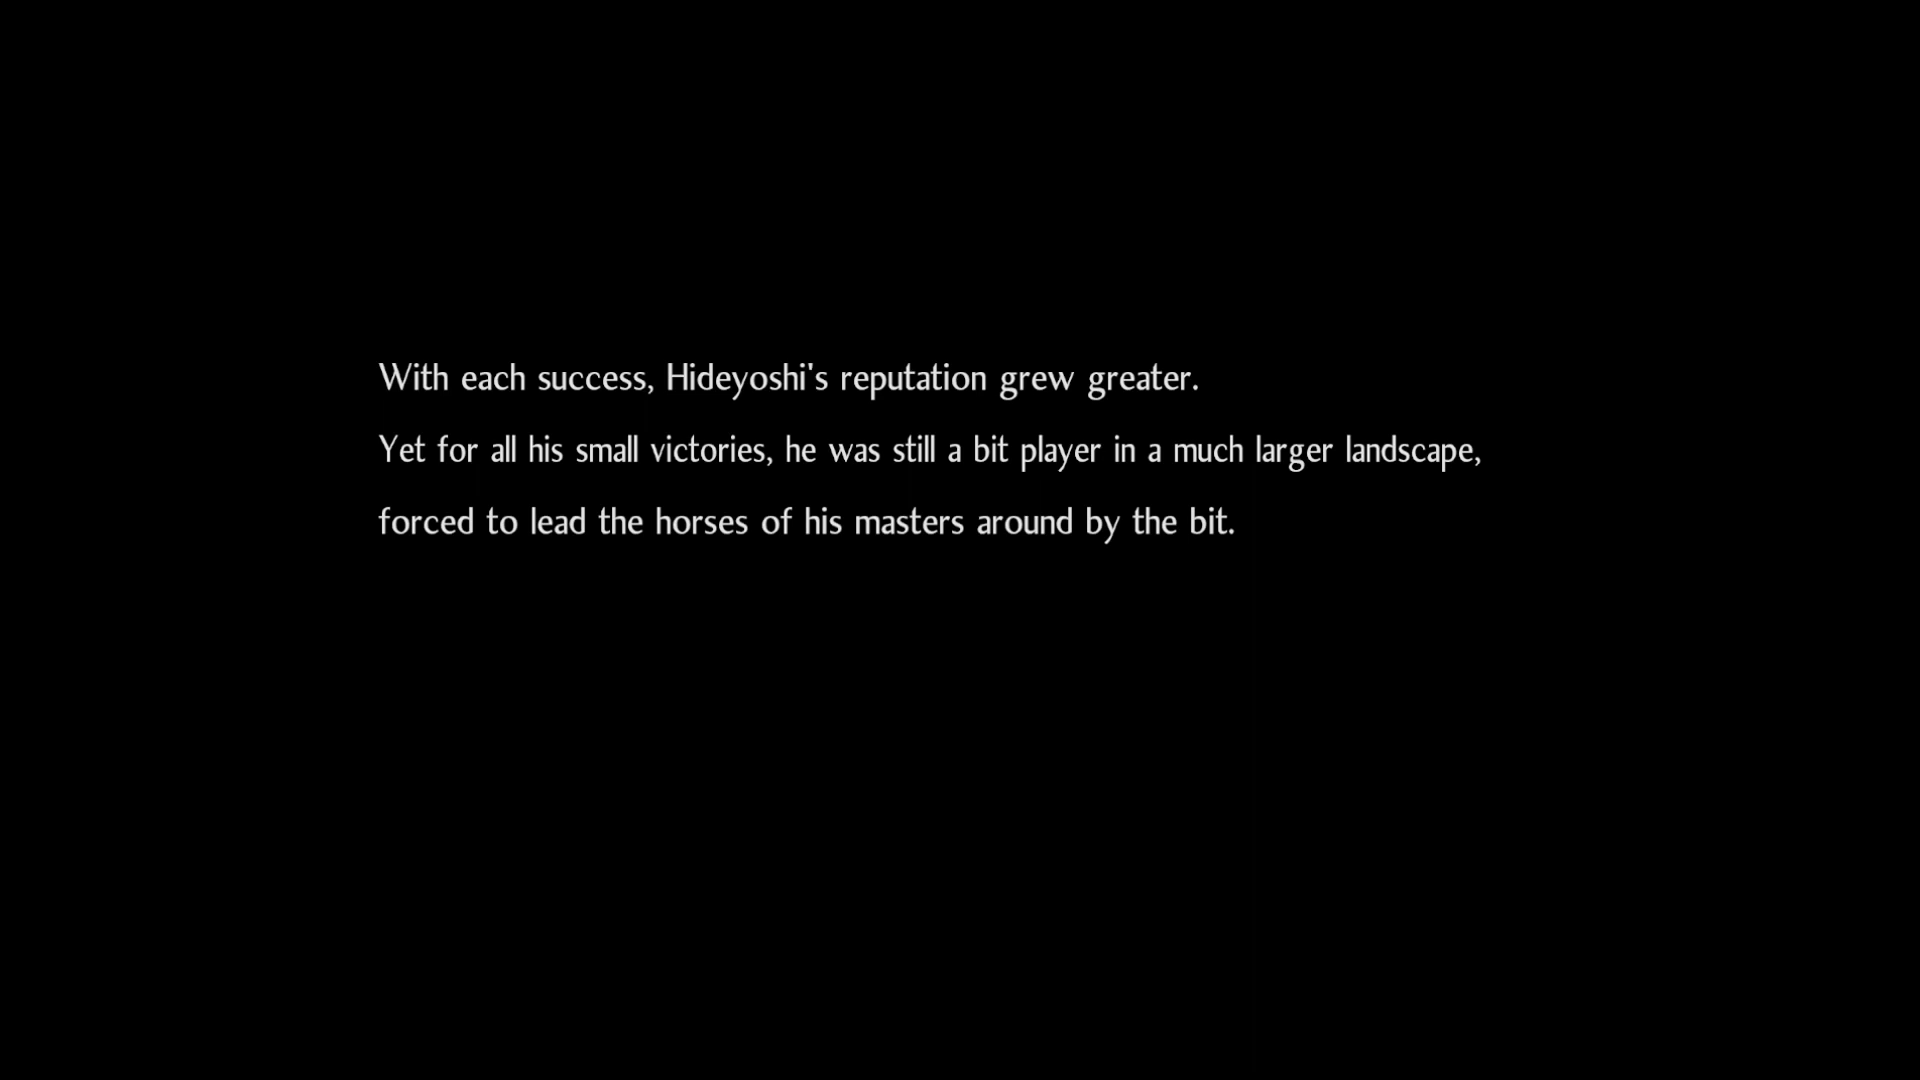 With each success, Hideyoshi's reputation grew greater.
Yet for all his small victories, he was still a bit player in a much larger landscape,
forced to lead the horses of his masters around by the bit.